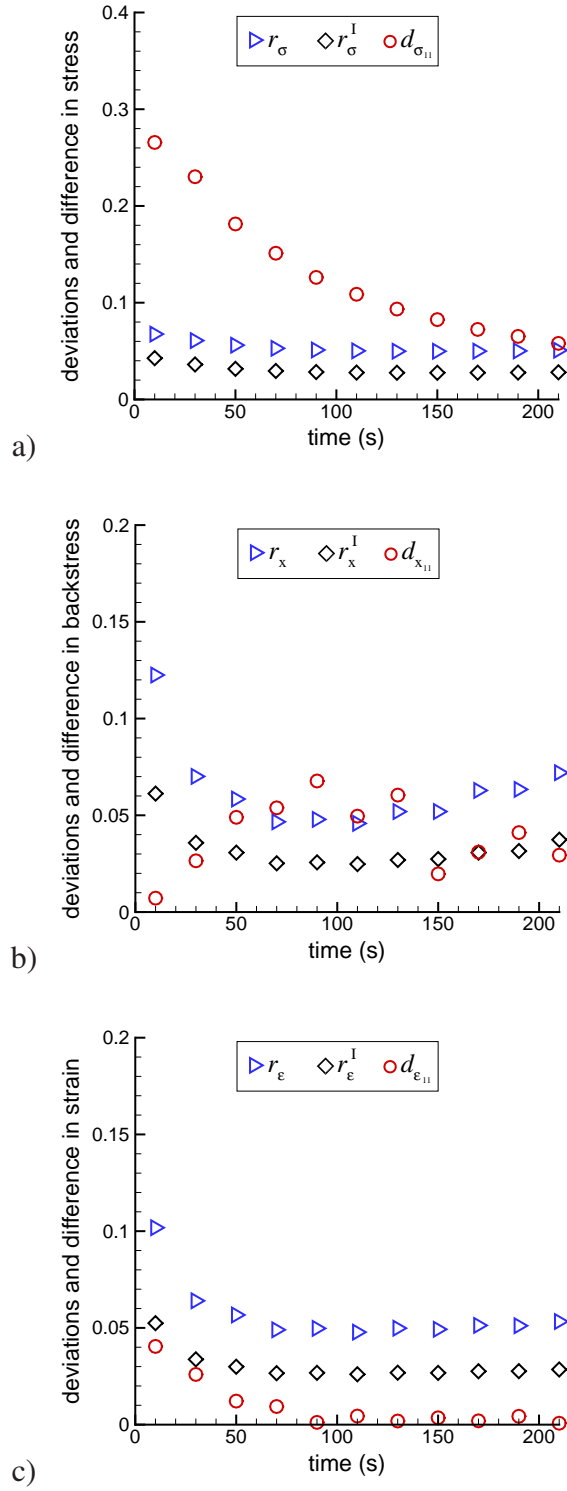 deviations and difference in stress
0.4
0.3
0.2
0.1
0
r_σ r_σ^I d_σ₁₁
0 50 100 150 200
time (s)
a)
deviations and difference in backstress
0.2
0.15
0.1
0.05
0
r_x r_x^I d_x₁₁
0 50 100 150 200
time (s)
b)
deviations and difference in strain
0.2
0.15
0.1
0.05
0
r_ε r_ε^I d_ε₁₁
0 50 100 150 200
time (s)
c)